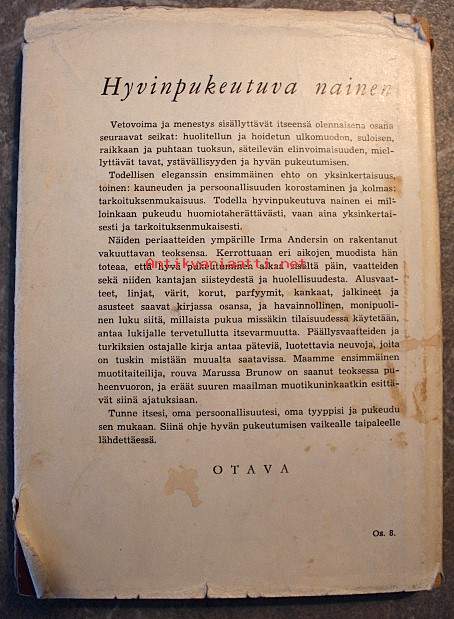 Hyvinpukeutuva nainen
Vetovoima ja menestys sisällyttävät itseensä olennaisena osana
seuraavat seikat: huolitellun ja hoidetun ulkomuodon, suloisen,
raikkaan ja puhtaan tuoksun, säteilevän elinvoimaisuuden, miel-
lyttävät tavat, ystävällisyyden ja hyvän pukeutumisen.
Todellisen eleganssin ensimmäinen ehto on yksinkertaisuus,
toinen: kauneuden ja persoonallisuuden korostaminen ja kolmas:
tarkoituksenmukaisuus. Todella hyvinpukeutuva nainen ei mil-
loinkaan pukeudu huomiotaherättävästi, vaan aina yksinkertai-
sesti ja tarkoituksenmukaisesti.
Näiden periaatteiden ympärille Irma Andersin on rakentanut
vakuuttavan teoksensa. Kerrottuaan eri aikojen muodista hän
toteaa, että hyvä pukeutuminen alkaa sisältä päin, vaatteiden
sekä niiden kantajan siisteydestä ja huolellisuudesta. Alusvaat-
teet, linjat, värit, korut, parfyymit, kankaat, jalkineet ja
asusteet saavat kirjassa osansa, ja havainnollinen, monipuoli-
nen luku siitä, millaista pukua missäkin tilaisuudessa käytetään,
antaa lukijalle tervetullutta itsevarmuutta. Päällysvaatteiden ja
turkiksien ostajalle kirja antaa päteviä, luotettavia neuvoja, joita
on tuskin mistään muualta saatavissa. Maamme ensimmäinen
muotitaiteilija, rouva Marussa Brunow on saanut teoksessa pu-
heenvuoron, ja eräät suuren maailman muotikuninkaatkin esittä-
vät siinä ajatuksiaan.
Tunne itsesi, oma persoonallisuutesi, oma tyyppisi ja pukeudu
sen mukaan. Siinä ohje hyvän pukeutumisen vaikealle taipaleelle
lähdettäessä.
OTAVA
Os. 8.
Antikvariaatti.net